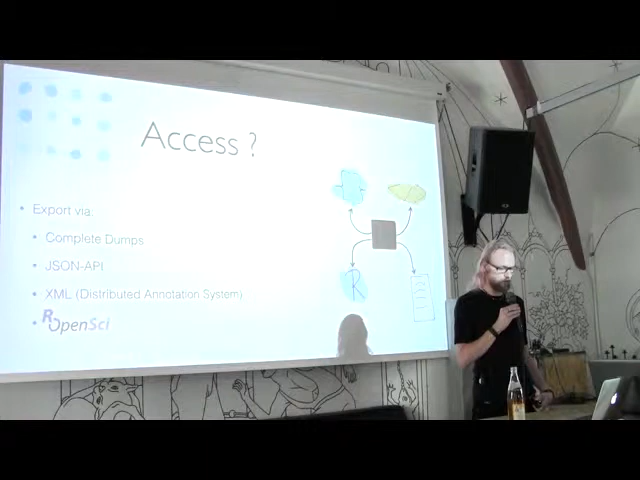 Access ?
• Export via:
• Complete Dumps
• JSON-API
• XML (Distributed Annotation System)
• ROpenSci
R